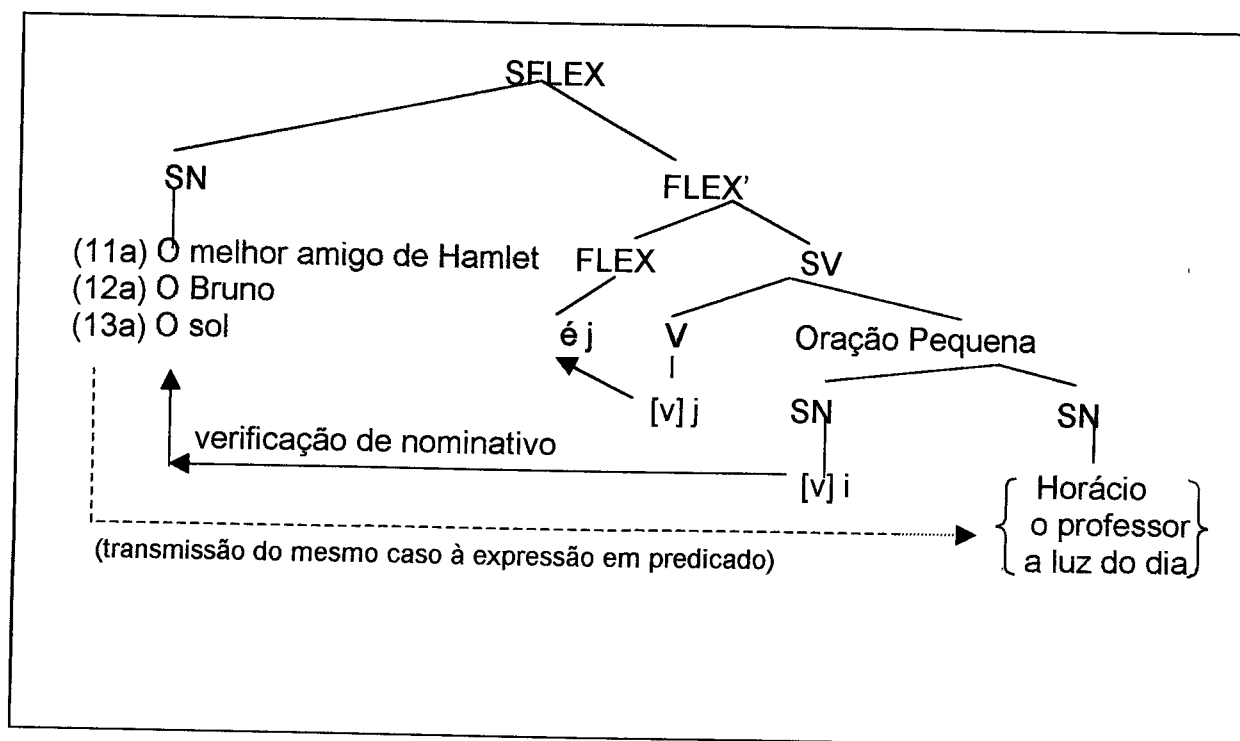 SFLEX
SN FLEX'
(11a) O melhor amigo de Hamlet FLEX SV
(12a) O Bruno
(13a) O sol é j V Oração Pequena
[v] j SN SN
verificação de nominativo
[v] i Horácio
o professor
(transmissão do mesmo caso à expressão em predicado)
a luz do dia